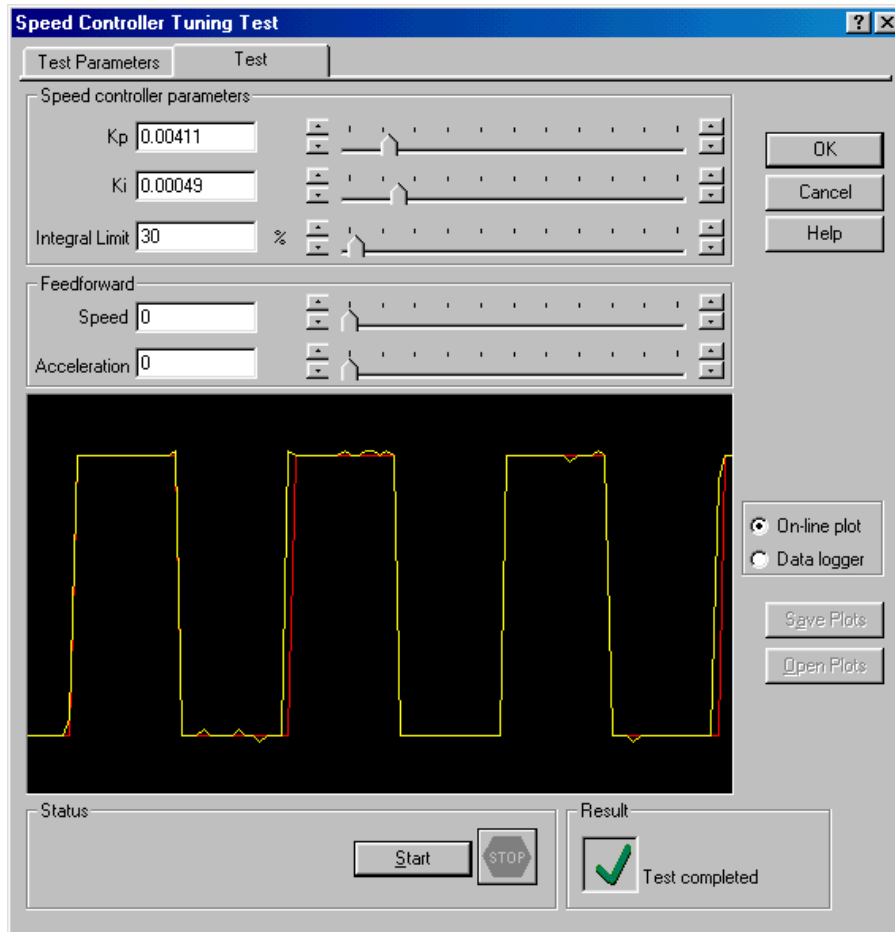 Speed Controller Tuning Test
Test Parameters
Test
Speed controller parameters
Kp 0.00411
Ki 0.00049
Integral Limit 30 %
Feedforward
Speed 0
Acceleration 0
OK
Cancel
Help
On-line plot
Data logger
Save Plots
Open Plots
Status
Start
STOP
Result
Test completed